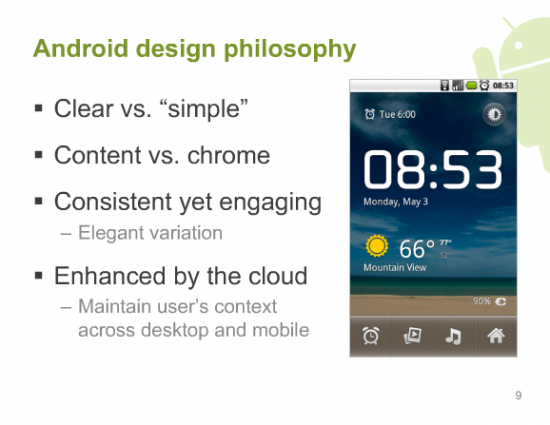 Android design philosophy
▪ Clear vs. “simple”
▪ Content vs. chrome
▪ Consistent yet engaging
– Elegant variation
▪ Enhanced by the cloud
– Maintain user’s context
across desktop and mobile
08:53
Tue 6:00
08:53
Monday, May 3
66° 77°
52°
Mountain View
90%
9